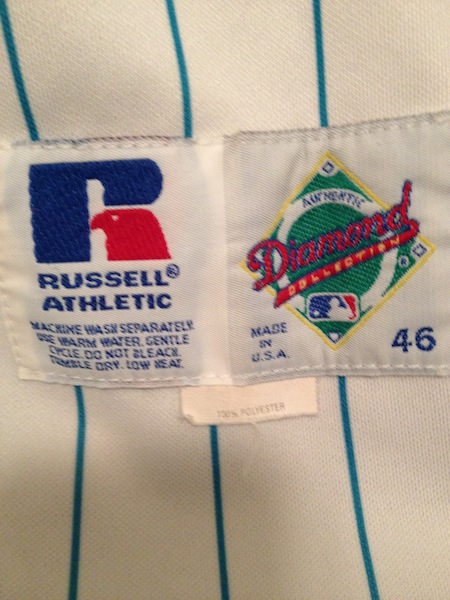 RUSSELL®
ATHLETIC
MACHINE WASH SEPARATELY.
USE WARM WATER, GENTLE
CYCLE. DO NOT BLEACH.
TUMBLE DRY. LOW HEAT.
AUTHENTIC
Diamond
COLLECTION
®
MADE
IN
U.S.A.
46
100% POLYESTER